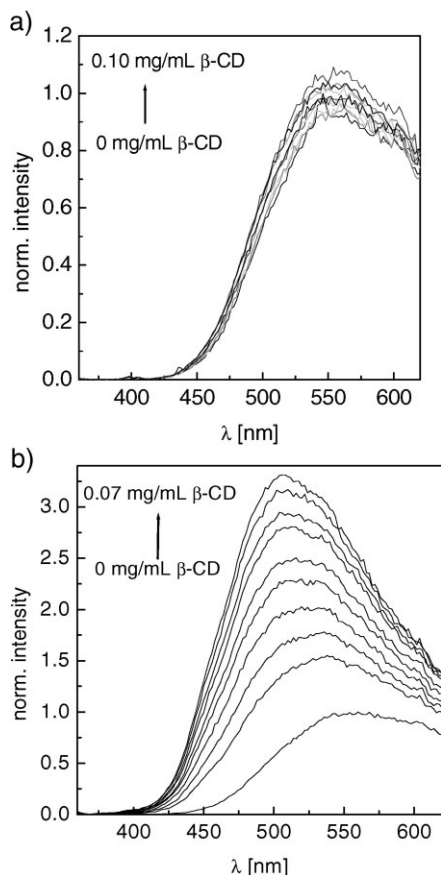 a)
1.2
0.10 mg/mL β-CD
1.0
0 mg/mL β-CD
0.8
0.6
0.4
0.2
0.0
norm. intensity
400 450 500 550 600
λ [nm]
b)
0.07 mg/mL β-CD
3.0
2.5
0 mg/mL β-CD
2.0
1.5
1.0
0.5
0.0
norm. intensity
400 450 500 550 600
λ [nm]